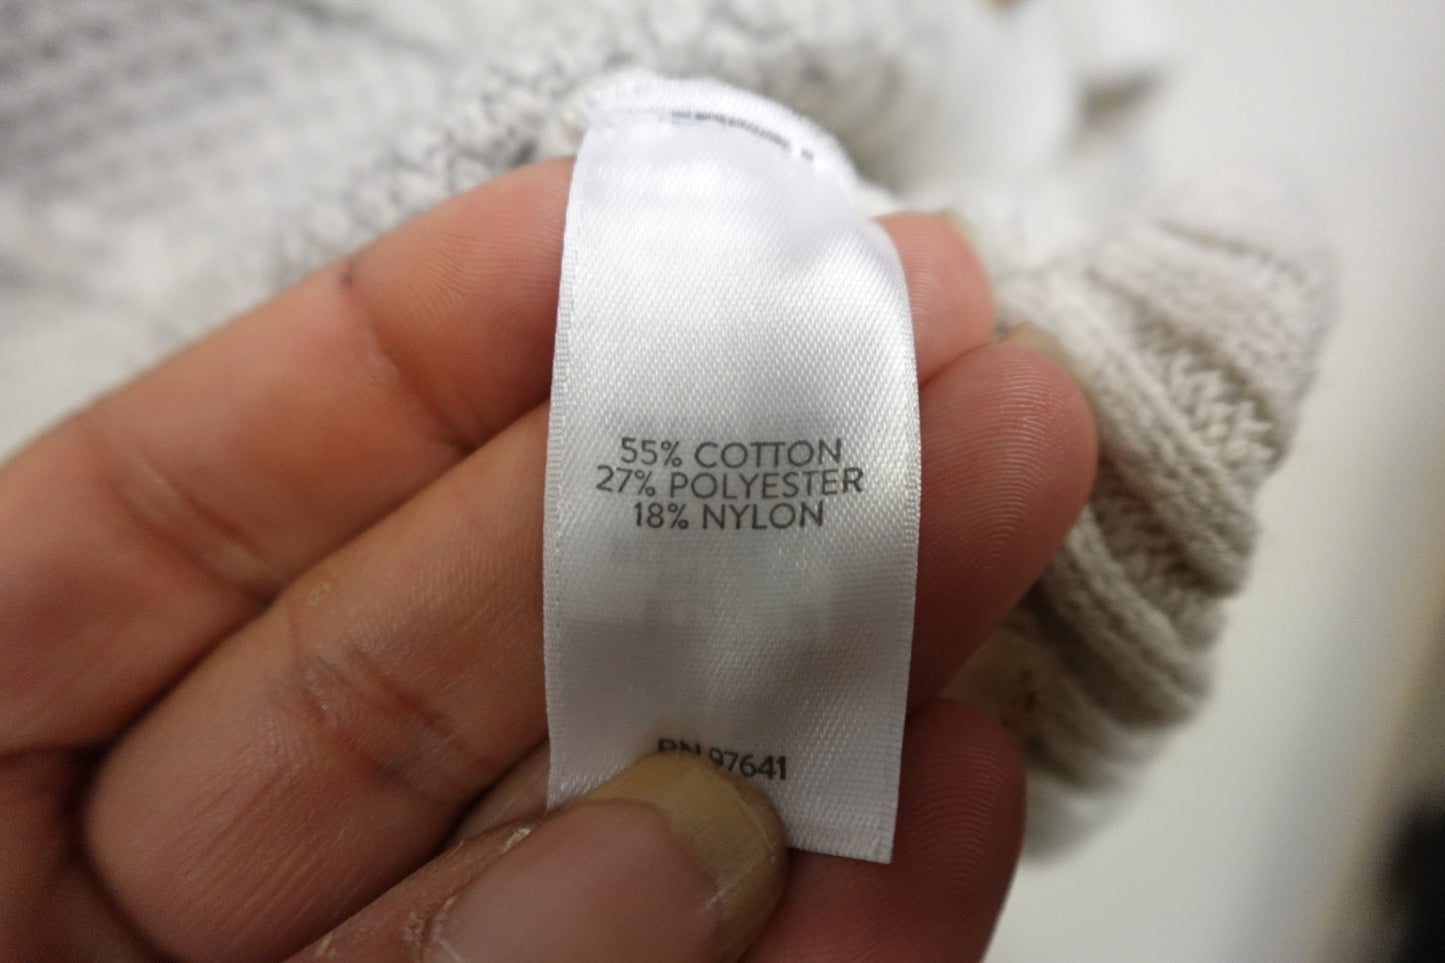 55% COTTON
27% POLYESTER
18% NYLON
RN 97641